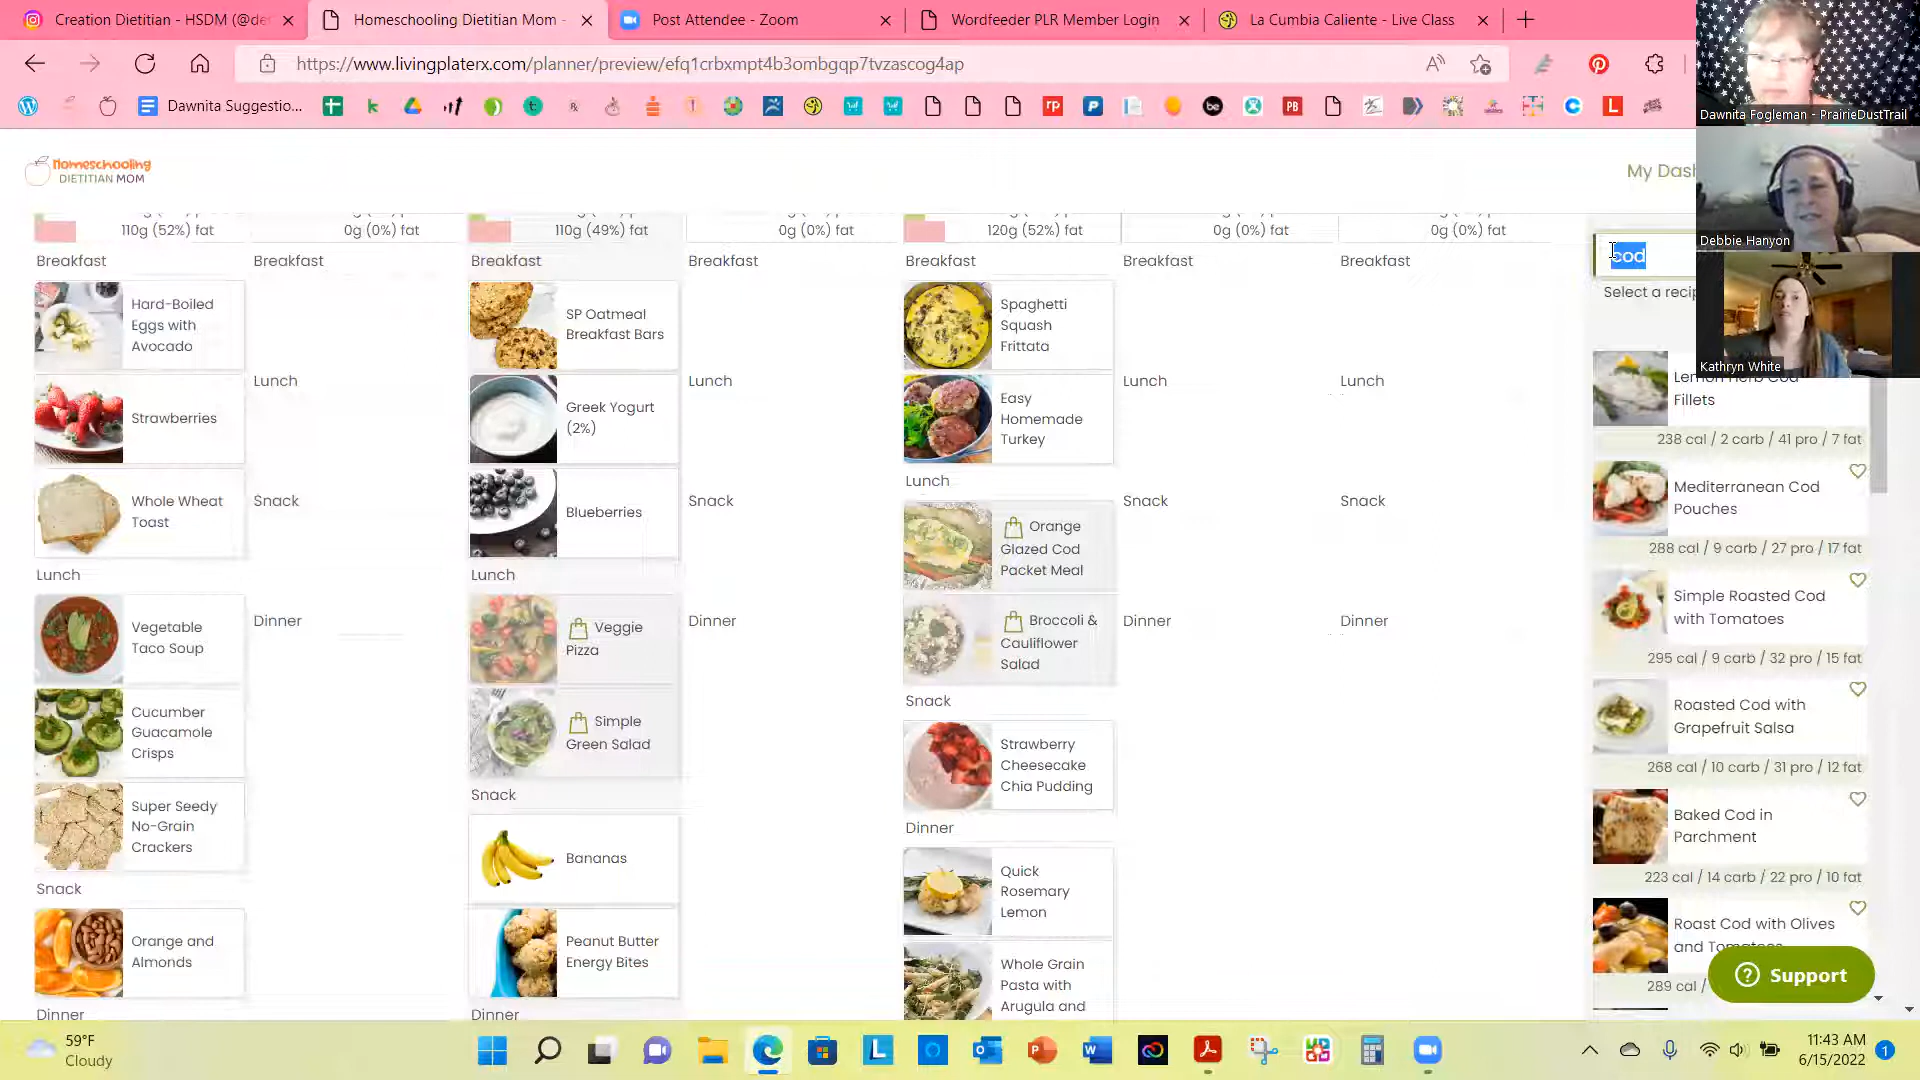 Creation Dietitian - HSDM (@de
Homeschooling Dietitian Mom -
Post Attendee - Zoom
Wordfeeder PLR Member Login
La Cumbia Caliente - Live Class
https://www.livingplaterx.com/planner/preview/efq1crbxmpt4b3ombgqp7tvzascog4ap
Dawnita Suggestio...
Dawnita Fogleman - PrairieDustTrail
Debbie Hanyon
Kathryn White
Homeschooling
DIETITIAN MOM
My Dash
110g (52%) fat
0g (0%) fat
110g (49%) fat
0g (0%) fat
120g (52%) fat
0g (0%) fat
0g (0%) fat
Breakfast
Hard-Boiled
Eggs with
Avocado
Strawberries
Whole Wheat
Toast
Lunch
Vegetable
Taco Soup
Cucumber
Guacamole
Crisps
Super Seedy
No-Grain
Crackers
Snack
Orange and
Almonds
Dinner
Breakfast
Lunch
Snack
Dinner
Breakfast
SP Oatmeal
Breakfast Bars
Greek Yogurt
(2%)
Blueberries
Lunch
Veggie
Pizza
Simple
Green Salad
Snack
Bananas
Peanut Butter
Energy Bites
Dinner
Breakfast
Lunch
Snack
Dinner
Breakfast
Spaghetti
Squash
Frittata
Easy
Homemade
Turkey
Lunch
Orange
Glazed Cod
Packet Meal
Broccoli &
Cauliflower
Salad
Snack
Strawberry
Cheesecake
Chia Pudding
Dinner
Quick
Rosemary
Lemon
Whole Grain
Pasta with
Arugula and
Breakfast
Lunch
Snack
Dinner
Breakfast
Lunch
Snack
Dinner
cod
Select a recip
Lemon Herb Cod
Fillets
238 cal / 2 carb / 41 pro / 7 fat
Mediterranean Cod
Pouches
288 cal / 9 carb / 27 pro / 17 fat
Simple Roasted Cod
with Tomatoes
295 cal / 9 carb / 32 pro / 15 fat
Roasted Cod with
Grapefruit Salsa
268 cal / 10 carb / 31 pro / 12 fat
Baked Cod in
Parchment
223 cal / 14 carb / 22 pro / 10 fat
Roast Cod with Olives
and Tomatoes
289 cal /
Support
59°F
Cloudy
11:43 AM
6/15/2022
1